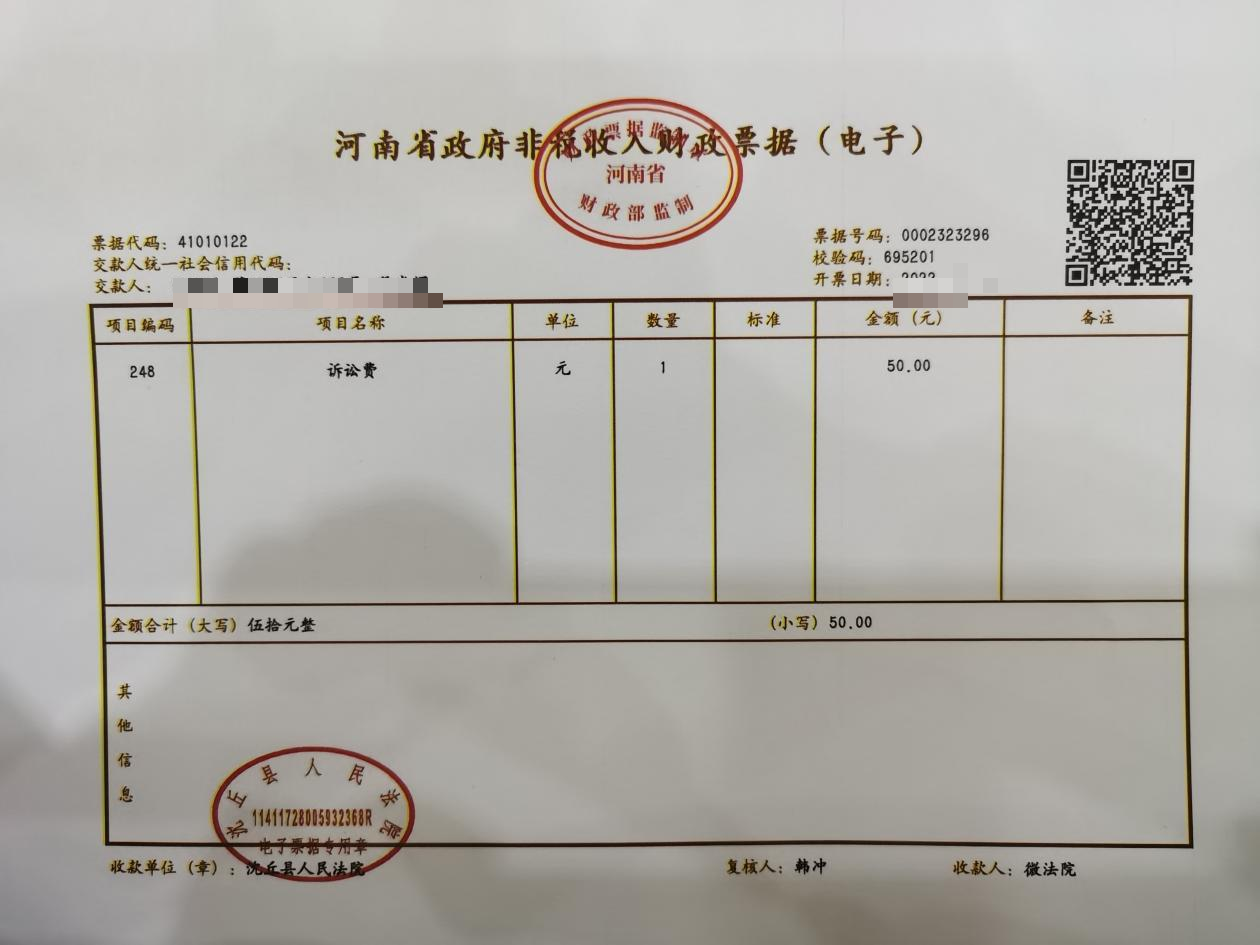 河南省政府非税收入财政票据（电子）
财政票据监制章
河南省
财政部监制
票据代码：41010122
票据号码：0002323296
交款人统一社会信用代码：
校验码：695201
交款人：
开票日期：
项目编码 项目名称 单位 数量 标准 金额（元） 备注
248 诉讼费 元 1 50.00
金额合计（大写）伍拾元整 （小写）50.00
其他信息
沈丘县人民法院
11411728005932368R
电子票据专用章
收款单位（章）：沈丘县人民法院 复核人：韩冲 收款人：微法院